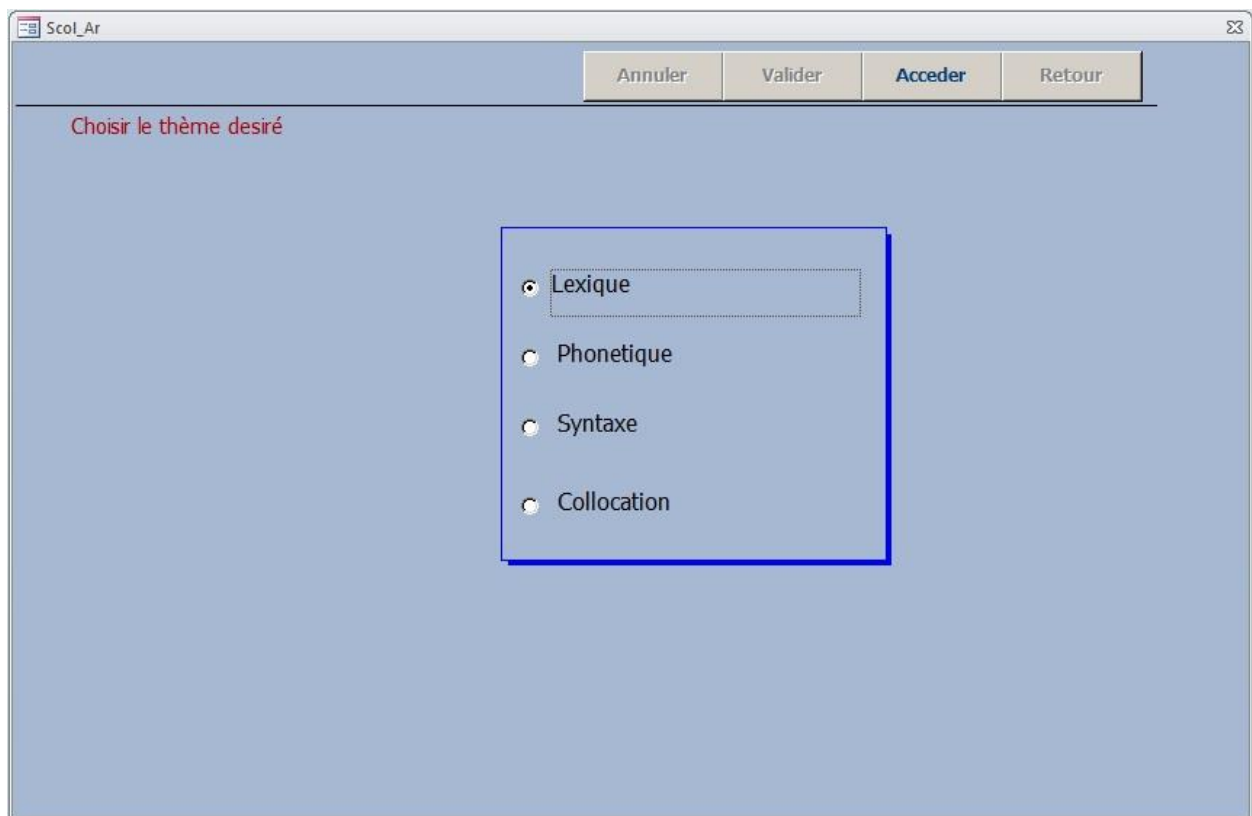 Scol_Ar
Annuler Valider Acceder Retour
Choisir le thème desiré
Lexique
Phonetique
Syntaxe
Collocation